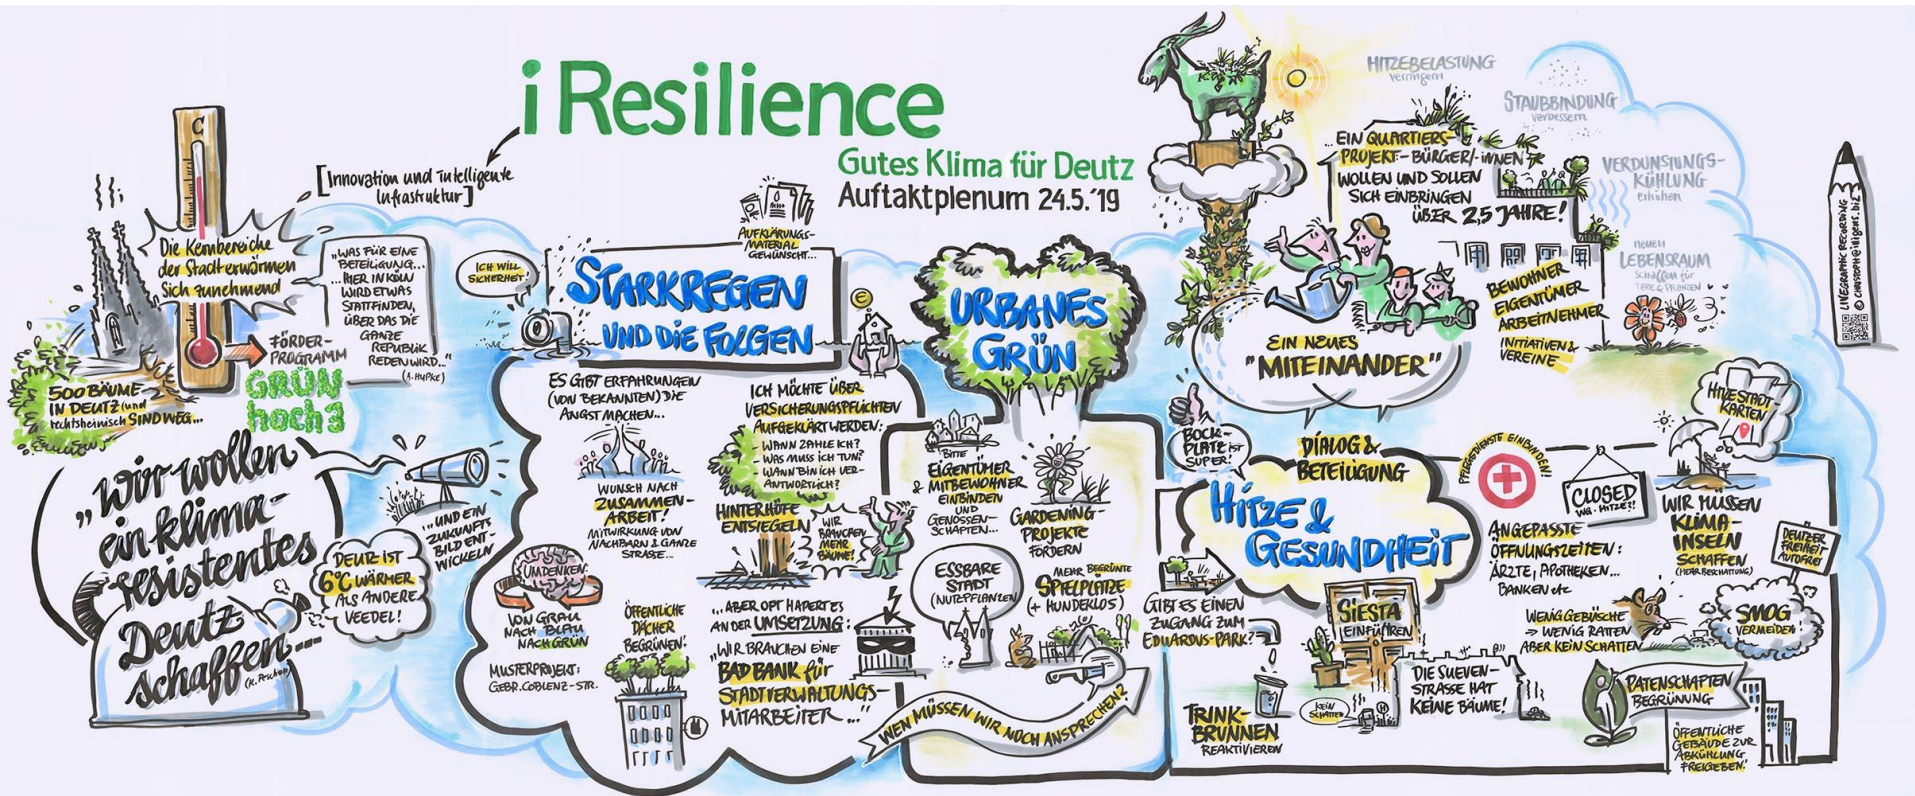 i Resilience
Gutes Klima für Deutz
Auftaktplenum 24.5.'19
[Innovation und intelligente
Infrastruktur]
C
Die Kernbereiche
der Stadt erwärmen
sich zunehmend
„WAS FÜR EINE
BETEILIGUNG...
...HIER IN KÖLN
WIRD ETWAS
STATTFINDEN,
ÜBER DAS DIE
GANZE
REPUBLIK
REDEN WIRD..."
(A. HUPKE)
FÖRDER-
PROGRAMM
GRÜN
hoch 3
500 BÄUME
IN DEUTZ (und
rechtsrheinisch) SIND WEG...
„Wir wollen
ein klima-
resistentes
Deutz
schaffen...
„...UND EIN
ZUKUNFTS-
BILD ENT-
WICKELN
DEUTZ IST
6°C WÄRMER
ALS ANDERE
VEEDEL!
ICH WILL
SICHERHEIT!
STARKREGEN
UND DIE FOLGEN
AUFKLÄRUNGS-
MATERIAL
GEWÜNSCHT...
€
ES GIBT ERFAHRUNGEN
(VON BEKANNTEN) DIE
ANGST MACHEN...
WUNSCH NACH
ZUSAMMEN-
ARBEIT!
MITWIRKUNG VON
NACHBARN & GANZE
STRASSE...
UMDENKEN:
VON GRAU
NACH BLAU
NACH GRÜN
MUSTERPROJEKT:
GEBR.-COBLENZ-STR.
ÖFFENTLICHE
DÄCHER
BEGRÜNEN!
ICH MÖCHTE ÜBER
VERSICHERUNGSPFLICHTEN
AUFGEKLÄRT WERDEN:
- WANN ZAHLE ICH?
- WAS MUSS ICH TUN?
- WANN BIN ICH VER-
ANTWORTLICH?
HINTERHÖFE
ENTSIEGELN
WIR
BRAUCHEN
MEHR
BÄUME!
...ABER OFT HAPERT ES
AN DER UMSETZUNG:
„WIR BRAUCHEN EINE
BAD BANK für
STADTVERWALTUNGS-
MITARBEITER..."
URBANES
GRÜN
BITTE
EIGENTÜMER
& MITBEWOHNER
EINBINDEN
UND
GENOSSEN-
SCHAFTEN...
GARDENING-
PROJEKTE
FÖRDERN
ESSBARE
STADT
(NUTZPFLANZEN)
MEHR BEGRÜNTE
SPIELPLÄTZE
(+ HUNDEKLOS)
WEN MÜSSEN WIR NOCH ANSPRECHEN?
EIN QUARTIERS-
PROJEKT - BÜRGER/-INNEN
WOLLEN UND SOLLEN
SICH EINBRINGEN
ÜBER 2,5 JAHRE!
EIN NEUES
"MITEINANDER"
BEWOHNER
EIGENTÜMER
ARBEITNEHMER
INITIATIVEN &
VEREINE
HITZEBELASTUNG
verringern
STAUBBINDUNG
verbessern
VERDUNSTUNGS-
KÜHLUNG
erhöhen
neuen
LEBENSRAUM
schaffen für
TIERE & PFLANZEN
LIVEGRAPHIC RECORDING
© CHRISTOPH@illigens.biz
BOCK-
PLATZ IST
SUPER!
DIALOG &
BETEILIGUNG
HITZE &
GESUNDHEIT
GIBT ES EINEN
ZUGANG ZUM
EDUARDUS-PARK?
TRINK-
BRUNNEN
REAKTIVIEREN
SIESTA
EINFÜHREN
KEIN
SCHATTEN
H
DIE SUEVEN-
STRASSE HAT
KEINE BÄUME!
PFLEGEDIENSTE EINBINDEN!
CLOSED
WG. HITZE?!
ANGEPASSTE
ÖFFNUNGSZEITEN:
ÄRZTE, APOTHEKEN...
BANKEN etc
HITZESTADT
KARTEN
WIR MÜSSEN
KLIMA-
INSELN
SCHAFFEN
(MEHR BESCHATTUNG)
DEUTZER
FREIHEIT
AUTOFREI
WENIG GEBÜSCHE
→ WENIG RATTEN
ABER KEIN SCHATTEN
SMOG
VERMEIDEN!
PATENSCHAFTEN
BEGRÜNUNG
ÖFFENTLICHE
GEBÄUDE ZUR
ABKÜHLUNG
FREIGEBEN!